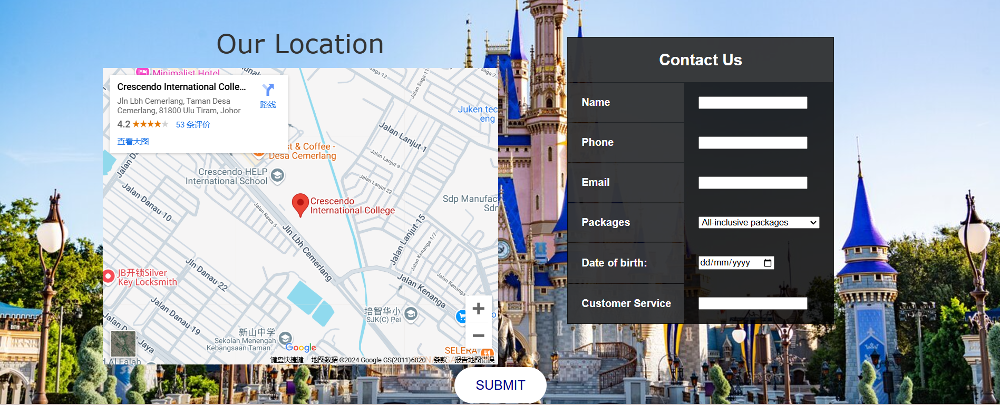 Our Location
Minimalist Hotel
Crescendo International Colle...
Jln Lbh Cemerlang, Taman Desa
Cemerlang, 81800 Ulu Tiram, Johor
路线
4.2
53 条评价
查看大图
Saga 12
Jalan Saga 11
Juken tec
eng
Jalan Lanjut 1
st & Coffee -
Desa Cemerlang
Jalan Lanjut 9
Crescendo-HELP
International School
Jalan Lanjut 22
Jalan Danau 10
Crescendo
International College
Sdp Manufac
Sdn
Jalan Rawa 5
Jalan Lanjut 15
Jln Lbh Cemerlang
Jalan Kenanga 1/7
JB开锁Silver
Key Locksmith
Jln Danau 22
Jalan Kenanga
Jalan Kenanga
培智华小
SJK(C) Pei
Jalan Danau 19
Jaya
新山中学
Sekolah Menengah
Kebangsaan Taman...
Google
SELERA
Al Falah
键盘快捷键
地图数据 ©2024 Google GS(2011)6020
条款
报告地图错误
Contact Us
Name
Phone
Email
Packages
All-inclusive packages
Date of birth:
dd/mm/yyyy
Customer Service
SUBMIT